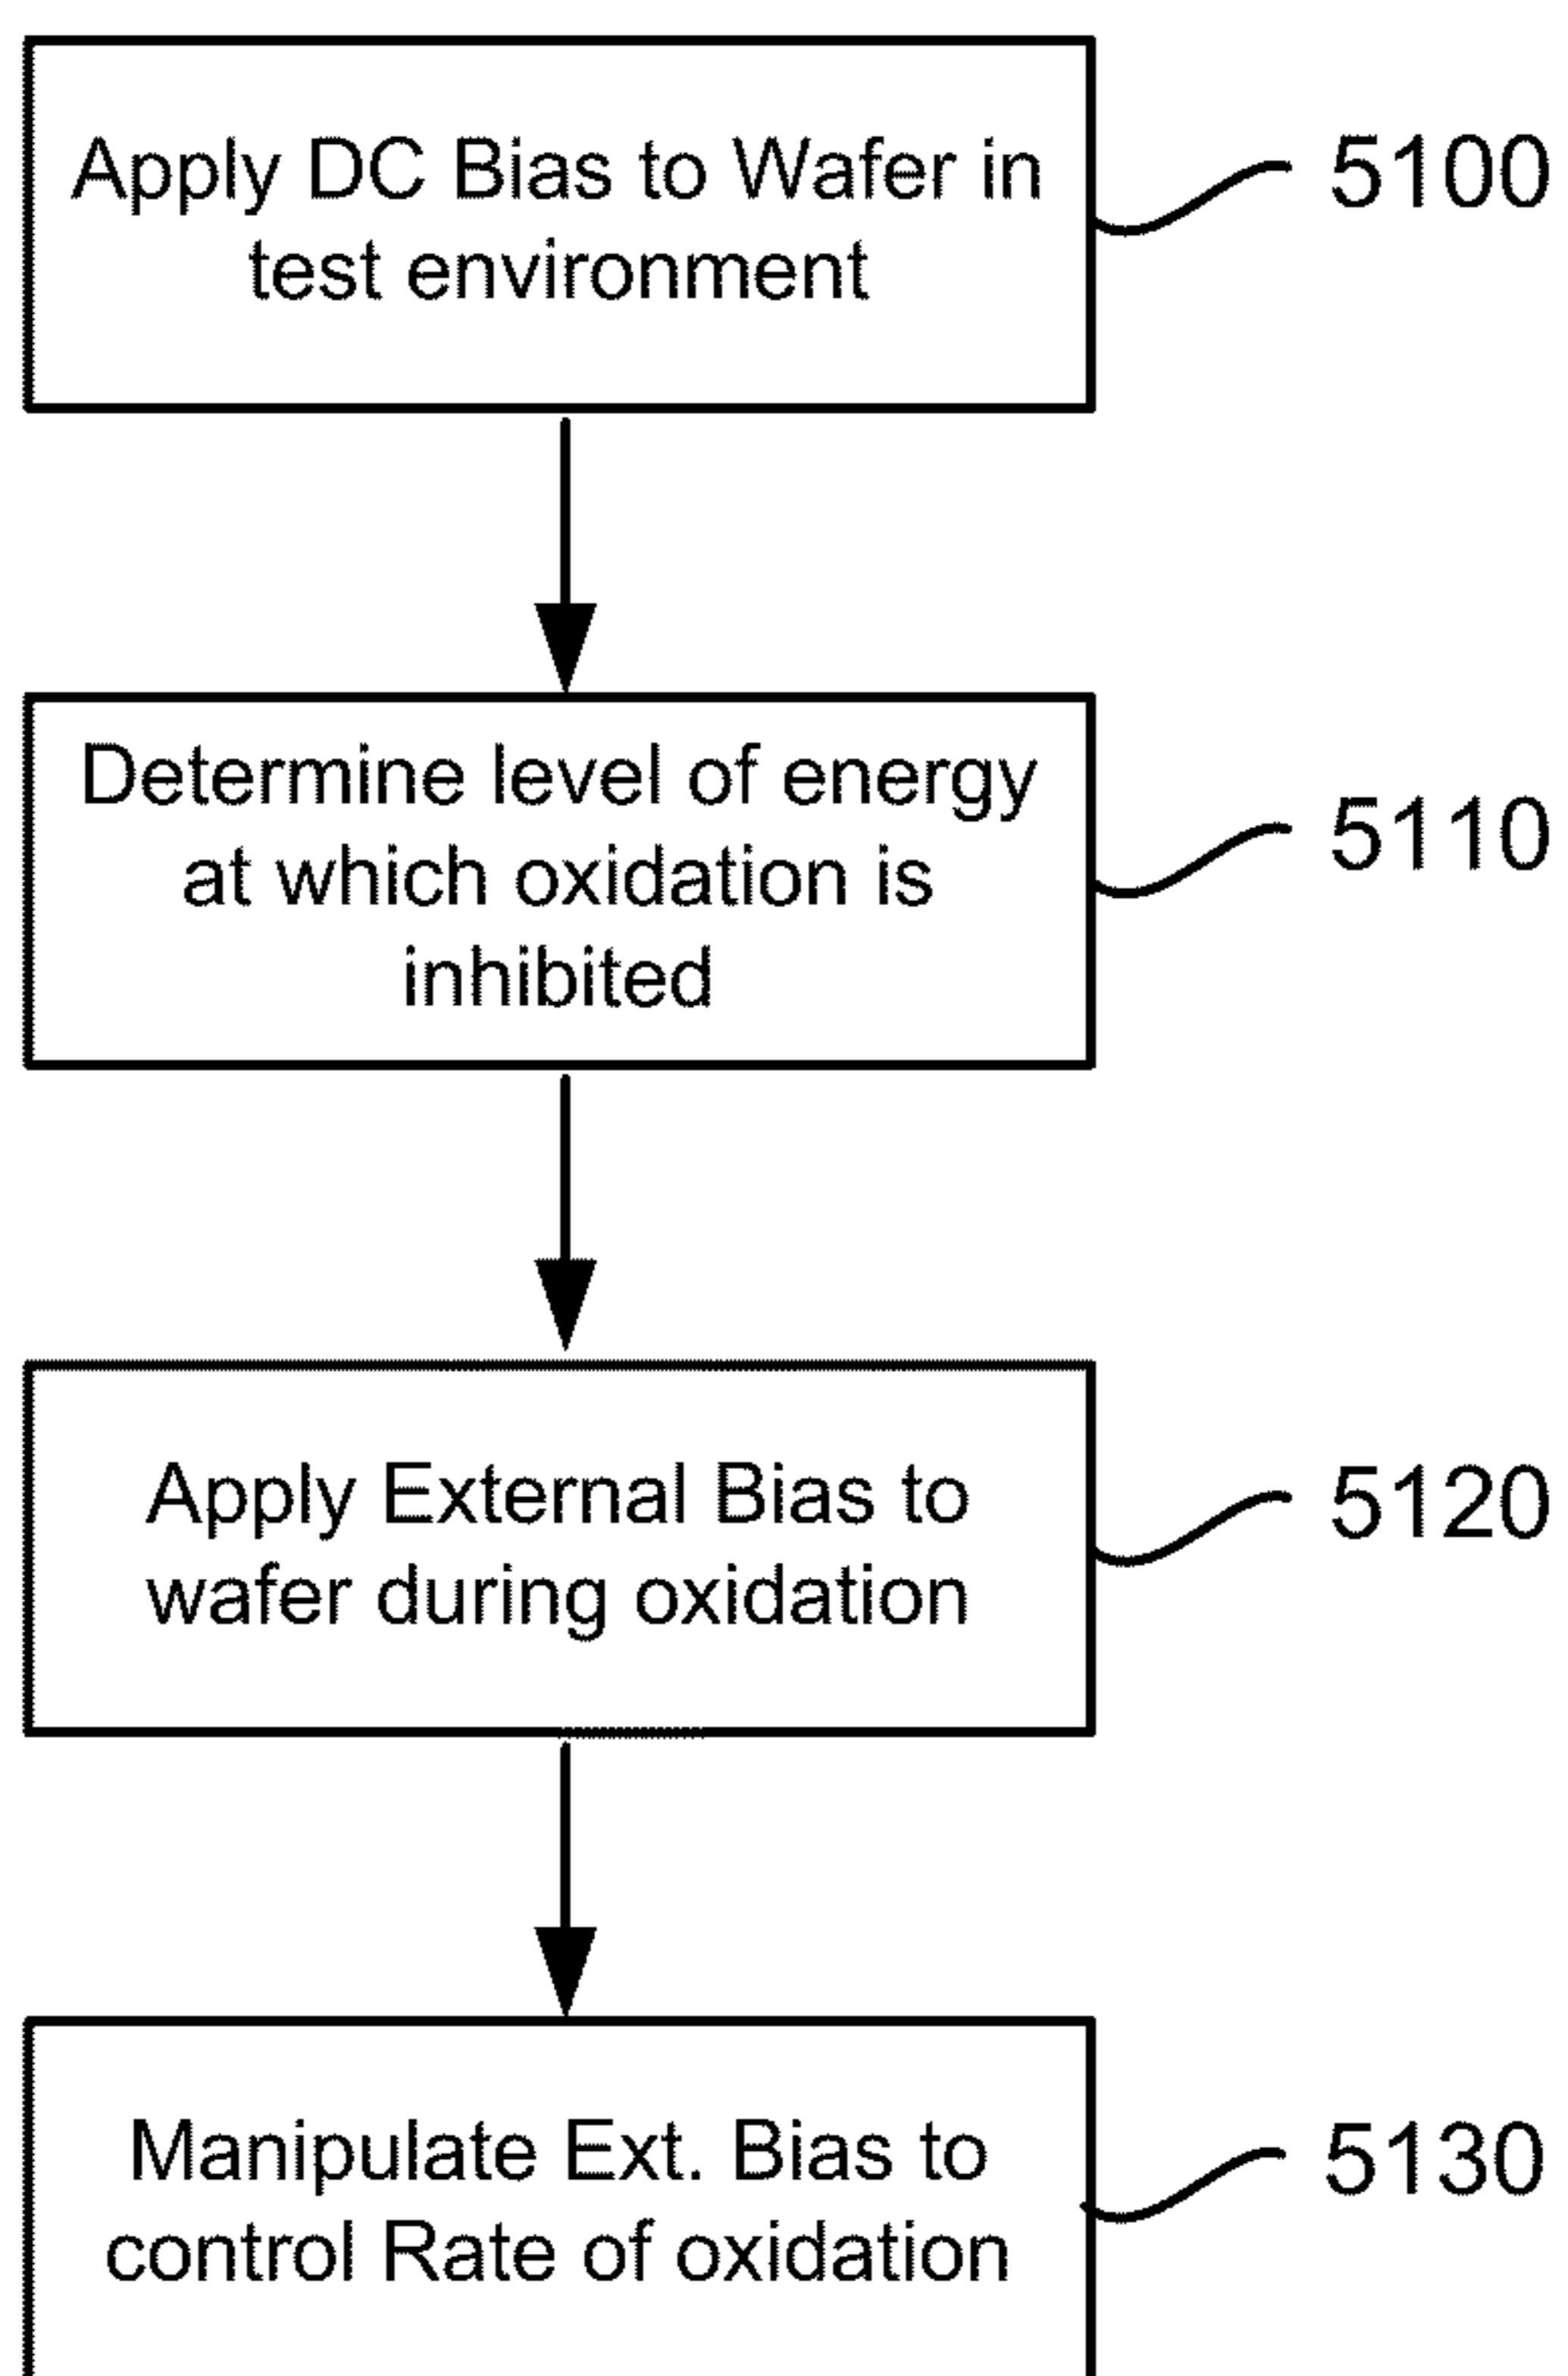 Apply DC Bias to Wafer in
test environment
5100
Determine level of energy
at which oxidation is
inhibited
5110
Apply External Bias to
wafer during oxidation
5120
Manipulate Ext. Bias to
control Rate of oxidation
5130